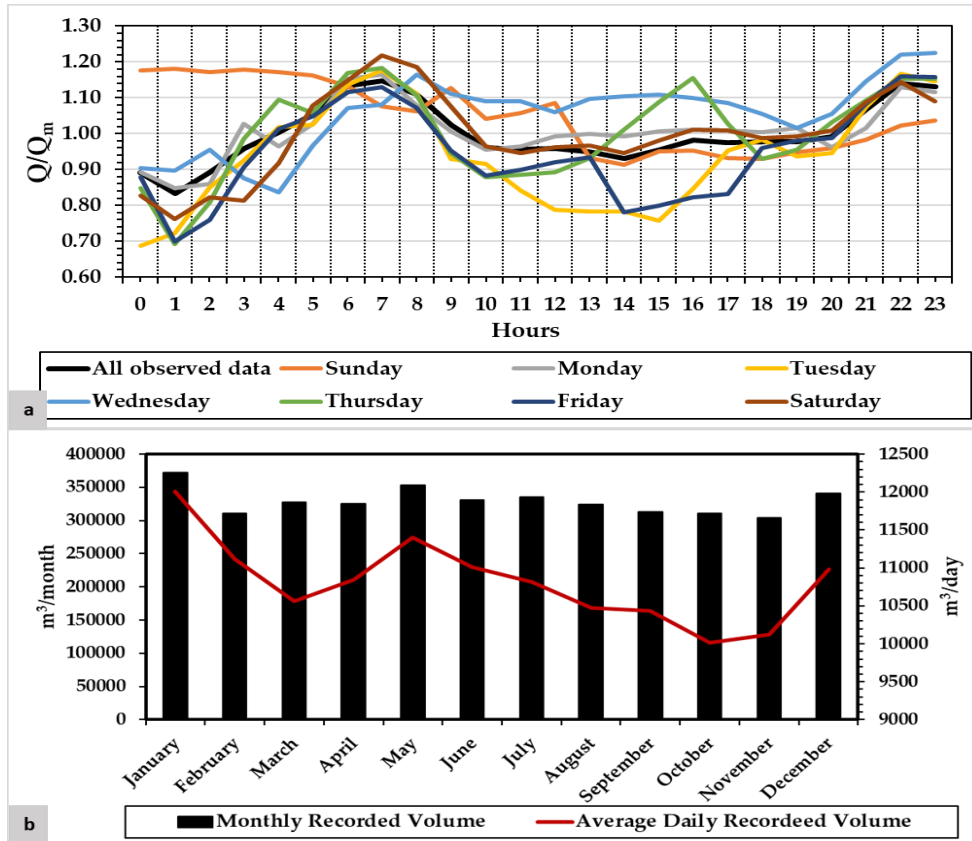 1.30
1.20
1.10
1.00
0.90
0.80
0.70
0.60
Q/Qm
0 1 2 3 4 5 6 7 8 9 10 11 12 13 14 15 16 17 18 19 20 21 22 23
Hours
All observed data Sunday Monday Tuesday
Wednesday Thursday Friday Saturday
a
400000
350000
300000
250000
200000
150000
100000
50000
0
m³/month
12500
12000
11500
11000
10500
10000
9500
9000
m³/day
January February March April May June July August September October November December
Monthly Recorded Volume Average Daily Recordeed Volume
b